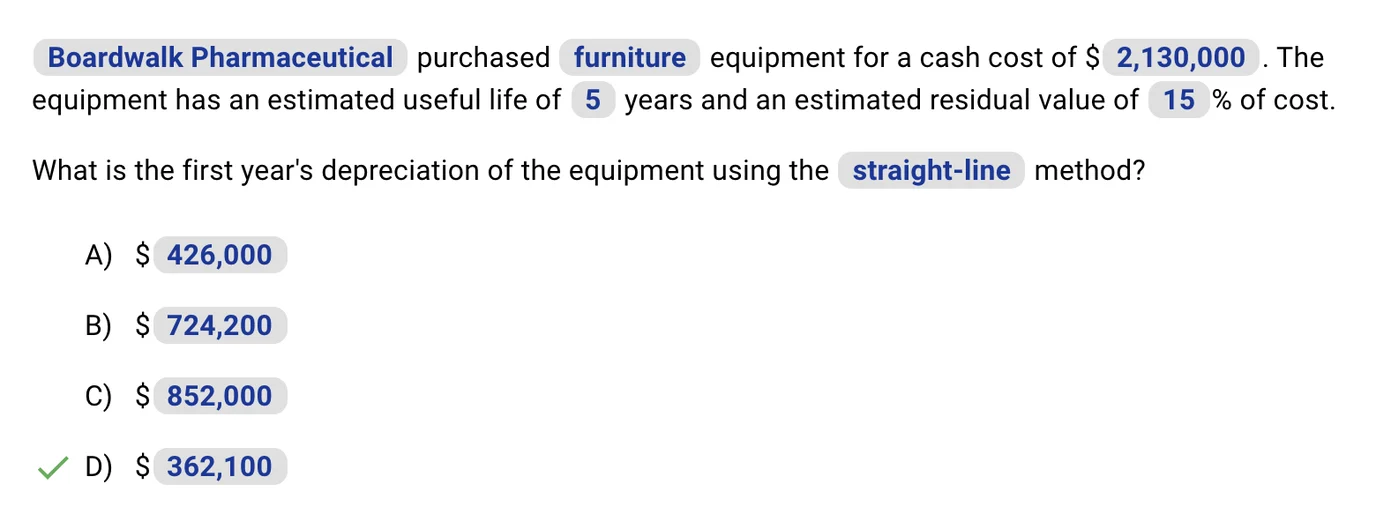 Boardwalk Pharmaceutical purchased furniture equipment for a cash cost of $ 2,130,000 . The
equipment has an estimated useful life of 5 years and an estimated residual value of 15 % of cost.
What is the first year's depreciation of the equipment using the straight-line method?
A) $ 426,000
B) $ 724,200
C) $ 852,000
D) $ 362,100